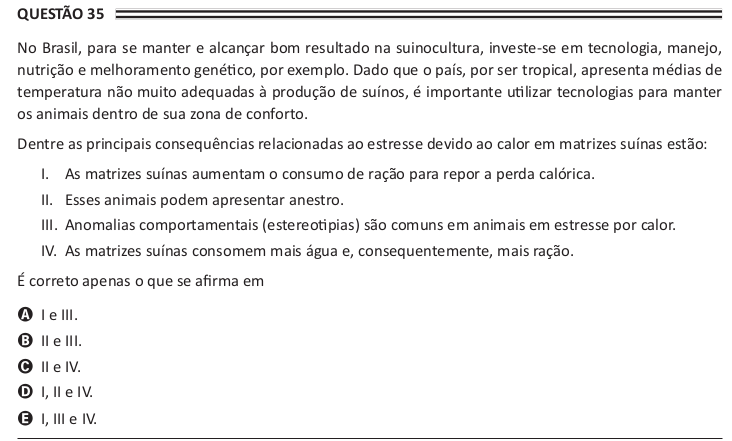 QUESTÃO 35
No Brasil, para se manter e alcançar bom resultado na suinocultura, investe-se em tecnologia, manejo,
nutrição e melhoramento genético, por exemplo. Dado que o país, por ser tropical, apresenta médias de
temperatura não muito adequadas à produção de suínos, é importante utilizar tecnologias para manter
os animais dentro de sua zona de conforto.
Dentre as principais consequências relacionadas ao estresse devido ao calor em matrizes suínas estão:
I. As matrizes suínas aumentam o consumo de ração para repor a perda calórica.
II. Esses animais podem apresentar anestro.
III. Anomalias comportamentais (estereotipias) são comuns em animais em estresse por calor.
IV. As matrizes suínas consomem mais água e, consequentemente, mais ração.
É correto apenas o que se afirma em
A I e III.
B II e III.
C II e IV.
D I, II e IV.
E I, III e IV.